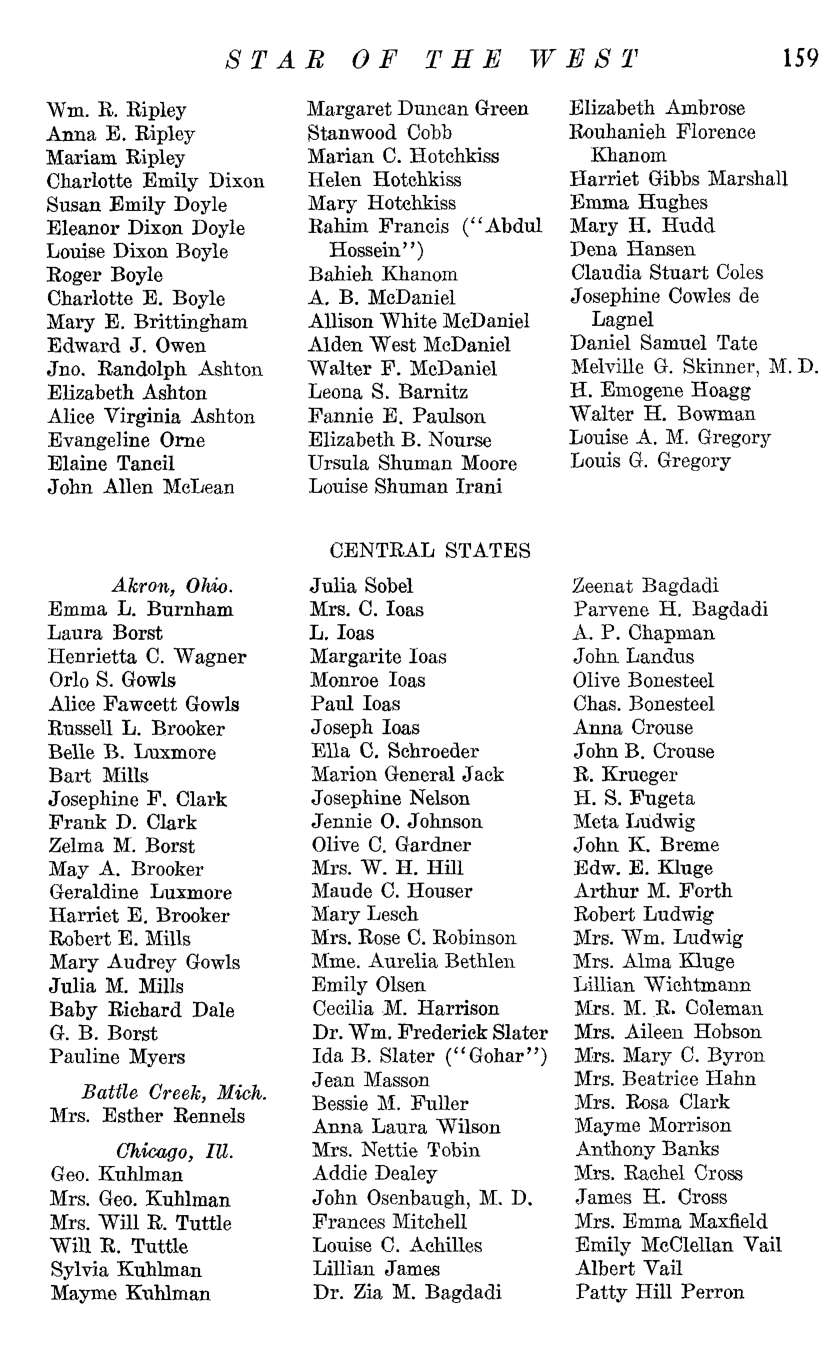 STAR OF THE WEST 159
Wm. R. Ripley
Anna E. Ripley
Mariam Ripley
Charlotte Emily Dixon
Susan Emily Doyle
Eleanor Dixon Doyle
Louise Dixon Boyle
Roger Boyle
Charlotte E. Boyle
Mary E. Brittingham
Edward J. Owen
Jno. Randolph Ashton
Elizabeth Ashton
Alice Virginia Ashton
Evangeline Orne
Elaine Tancil
John Allen McLean
Margaret Duncan Green
Stanwood Cobb
Marian C. Hotchkiss
Helen Hotchkiss
Mary Hotchkiss
Rahim Francis ("Abdul
Hossein")
Bahieh Khanom
A. B. McDaniel
Allison White McDaniel
Alden West McDaniel
Walter F. McDaniel
Leona S. Barnitz
Fannie E. Paulson
Elizabeth B. Nourse
Ursula Shuman Moore
Louise Shuman Irani
Elizabeth Ambrose
Rouhanieh Florence
Khanom
Harriet Gibbs Marshall
Emma Hughes
Mary H. Hudd
Dena Hansen
Claudia Stuart Coles
Josephine Cowles de
Lagnel
Daniel Samuel Tate
Melville G. Skinner, M. D.
H. Emogene Hoagg
Walter H. Bowman
Louise A. M. Gregory
Louis G. Gregory
CENTRAL STATES
Akron, Ohio.
Emma L. Burnham
Laura Borst
Henrietta C. Wagner
Orlo S. Gowls
Alice Fawcett Gowls
Russell L. Brooker
Belle B. Luxmore
Bart Mills
Josephine F. Clark
Frank D. Clark
Zelma M. Borst
May A. Brooker
Geraldine Luxmore
Harriet E. Brooker
Robert E. Mills
Mary Audrey Gowls
Julia M. Mills
Baby Richard Dale
G. B. Borst
Pauline Myers
Battle Creek, Mich.
Mrs. Esther Rennels
Chicago, Ill.
Geo. Kuhlman
Mrs. Geo. Kuhlman
Mrs. Will R. Tuttle
Will R. Tuttle
Sylvia Kuhlman
Mayme Kuhlman
Julia Sobel
Mrs. C. Ioas
L. Ioas
Margarite Ioas
Monroe Ioas
Paul Ioas
Joseph Ioas
Ella C. Schroeder
Marion General Jack
Josephine Nelson
Jennie O. Johnson
Olive C. Gardner
Mrs. W. H. Hill
Maude C. Houser
Mary Lesch
Mrs. Rose C. Robinson
Mme. Aurelia Bethlen
Emily Olsen
Cecilia M. Harrison
Dr. Wm. Frederick Slater
Ida B. Slater ("Gohar")
Jean Masson
Bessie M. Fuller
Anna Laura Wilson
Mrs. Nettie Tobin
Addie Dealey
John Osenbaugh, M. D.
Frances Mitchell
Louise C. Achilles
Lillian James
Dr. Zia M. Bagdadi
Zeenat Bagdadi
Parvene H. Bagdadi
A. P. Chapman
John Landus
Olive Bonesteel
Chas. Bonesteel
Anna Crouse
John B. Crouse
R. Krueger
H. S. Fugeta
Meta Ludwig
John K. Breme
Edw. E. Kluge
Arthur M. Forth
Robert Ludwig
Mrs. Wm. Ludwig
Mrs. Alma Kluge
Lillian Wichtmann
Mrs. M. R. Coleman
Mrs. Aileen Hobson
Mrs. Mary C. Byron
Mrs. Beatrice Hahn
Mrs. Rosa Clark
Mayme Morrison
Anthony Banks
Mrs. Rachel Cross
James H. Cross
Mrs. Emma Maxfield
Emily McClellan Vail
Albert Vail
Patty Hill Perron